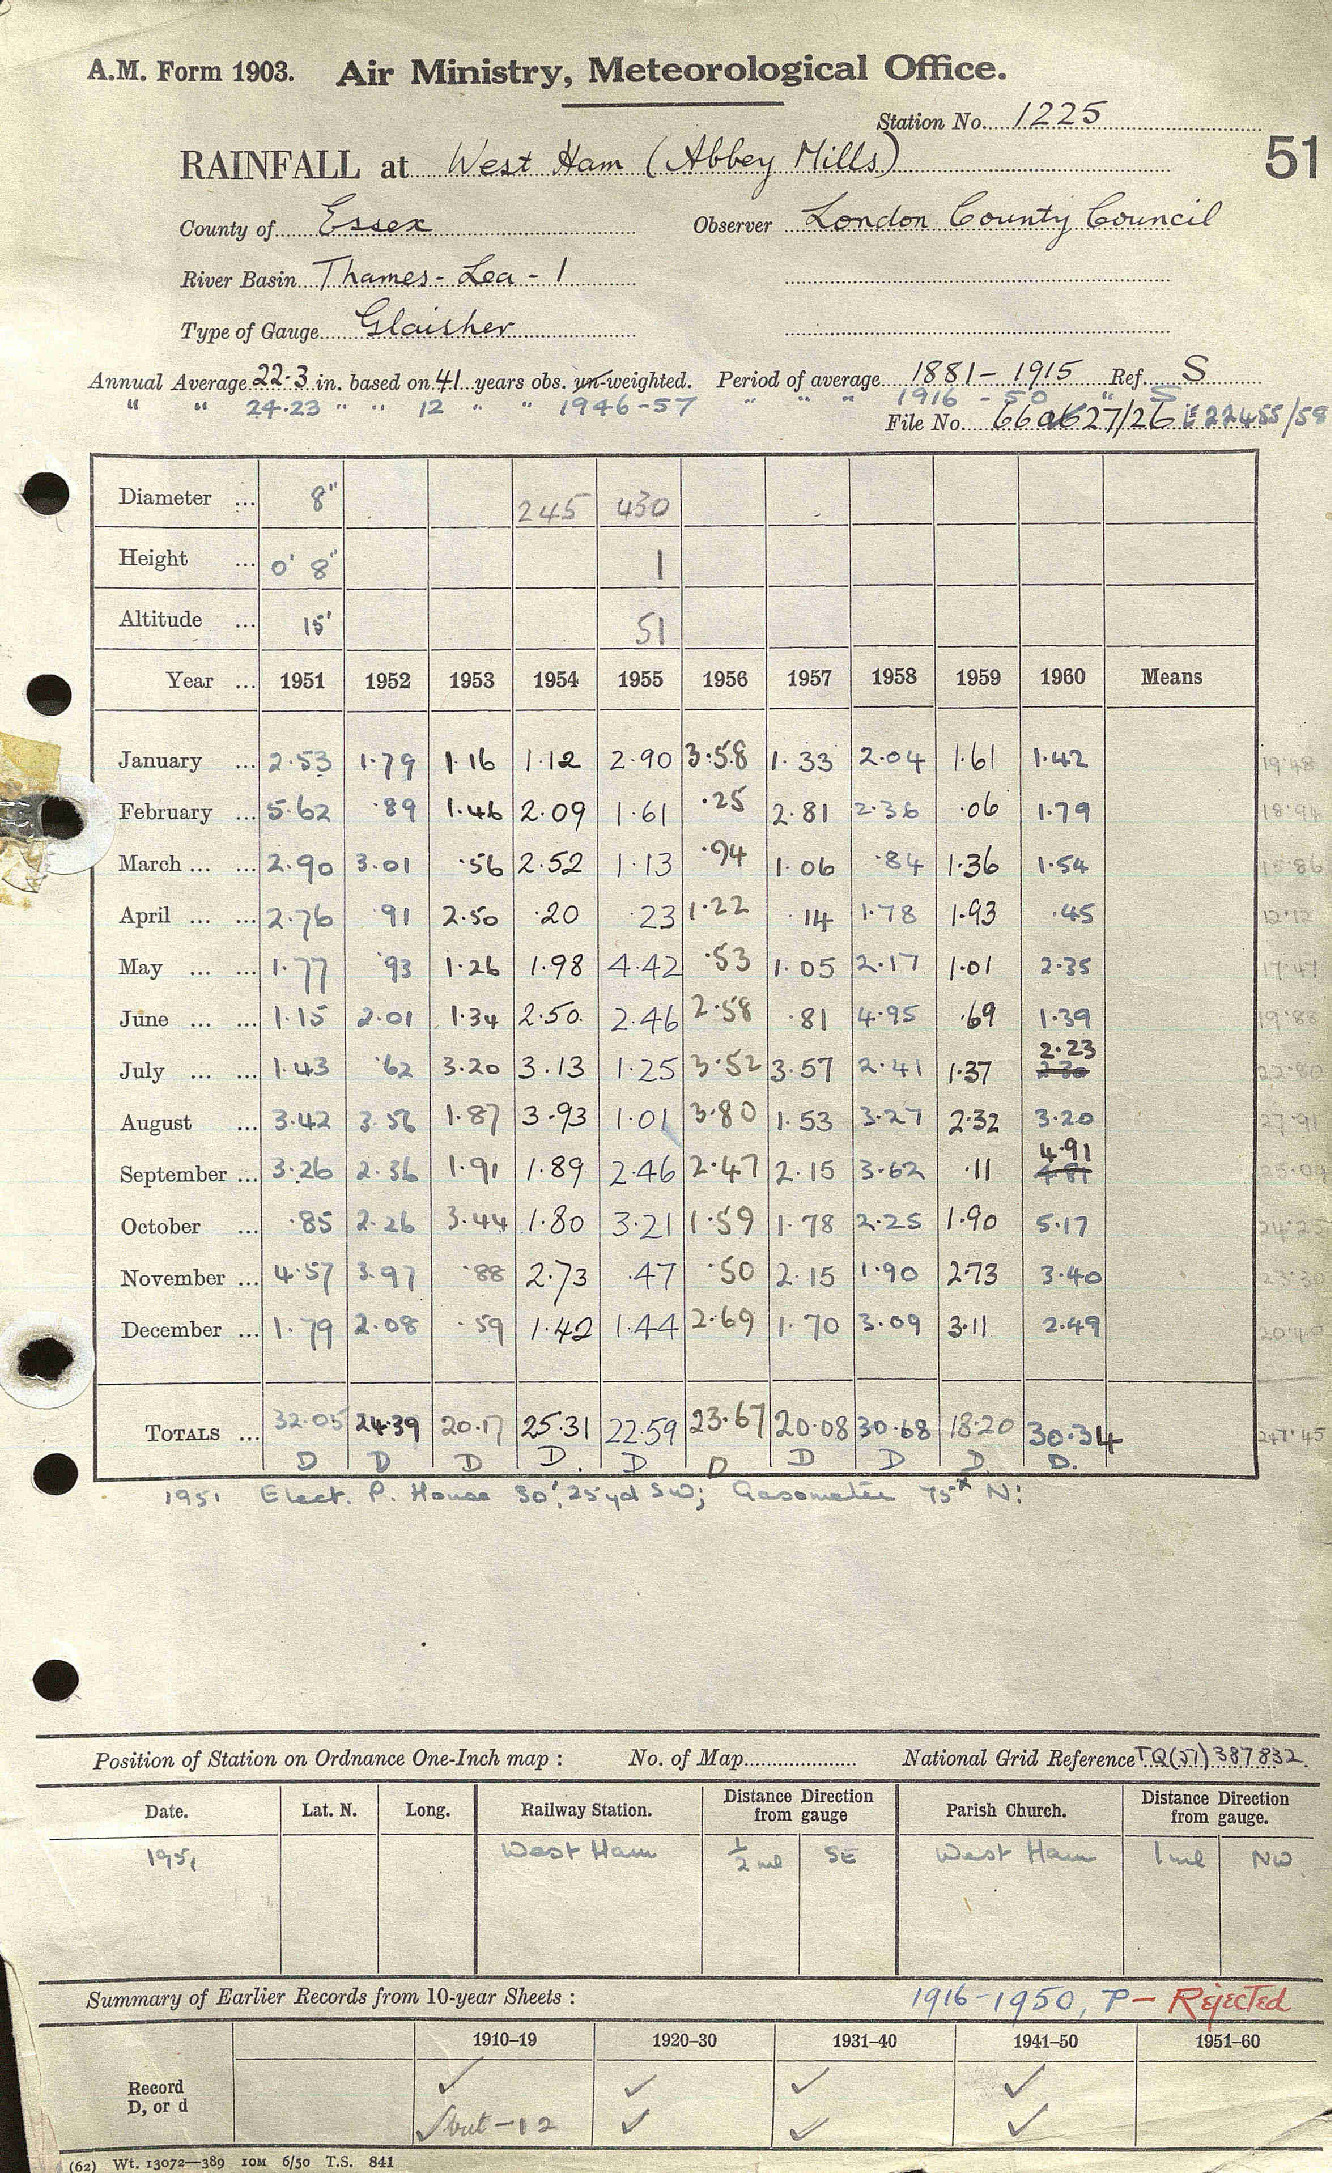 A.M. Form 1903. Air Ministry, Meteorological Office.
Station No. 1225
51
RAINFALL at West Ham (Abbey Mills)
County of Essex Observer London County Council
River Basin Thames - Lea - 1
Type of Gauge Glaisher
Annual Average 22.3 in. based on 41 years obs. un-weighted. Period of average 1881 - 1915 Ref. S
" " 24.23 " " 12 " " 1946-57 " " " 1916 - 50 " S
File No. 27/26 E 22455/58
Diameter ... 8" 245 430
Height ... 0' 8" 1
Altitude ... 15' 51
Year ... 1951 1952 1953 1954 1955 1956 1957 1958 1959 1960 Means
January ... 2.53 1.79 1.16 1.12 2.90 3.58 1.33 2.04 1.61 1.42 19.48
February ... 5.62 .89 1.46 2.09 1.61 .25 2.81 2.36 .06 1.79 18.94
March ... ... 2.90 3.01 .56 2.52 1.13 .94 1.06 .84 1.36 1.54 15.86
April ... ... 2.76 .91 2.50 .20 .23 1.22 .14 1.78 1.93 .45 12.12
May ... ... 1.77 .93 1.26 1.98 4.42 .53 1.05 2.17 1.01 2.35 17.47
June ... ... 1.15 2.01 1.34 2.50 2.46 2.58 .81 4.95 .69 1.39 19.88
2.23
July ... ... 1.43 .62 3.20 3.13 1.25 3.52 3.57 2.41 1.37 2.30 22.80
August ... 3.42 3.56 1.87 3.93 1.01 3.80 1.53 3.27 2.32 3.20 27.91
4.91
September ... 3.26 2.36 1.91 1.89 2.46 2.47 2.15 3.62 .11 4.81 25.09
October ... .85 2.26 3.44 1.80 3.21 1.59 1.78 2.25 1.90 5.17 24.25
November ... 4.57 3.97 .88 2.73 .47 .50 2.15 1.90 2.73 3.40 23.30
December ... 1.79 2.08 .59 1.42 1.44 2.69 1.70 3.09 3.11 2.49 20.40
TOTALS ... 32.05 24.39 20.17 25.31 22.59 23.67 20.08 30.68 18.20 30.34 247.45
D D D D. D D D D D. D.
1951 Elect. P. House 30', 25yd SW; Gasometer 75 N:
Position of Station on Ordnance One-Inch map : No. of Map National Grid Reference TQ(51) 387832
Date. Lat. N. Long. Railway Station. Distance Direction from gauge Parish Church. Distance Direction from gauge.
1951 West Ham 1/2 ml SE West Ham 1 ml NW.
Summary of Earlier Records from 10-year Sheets : 1916-1950, P - Rejected
1910–19 1920–30 1931–40 1941–50 1951–60
Record ✓ ✓ ✓ ✓
D, or d ✓ but - 12 ✓ ✓ ✓
(62) Wt. 13072—389 10M 6/50 T.S. 841